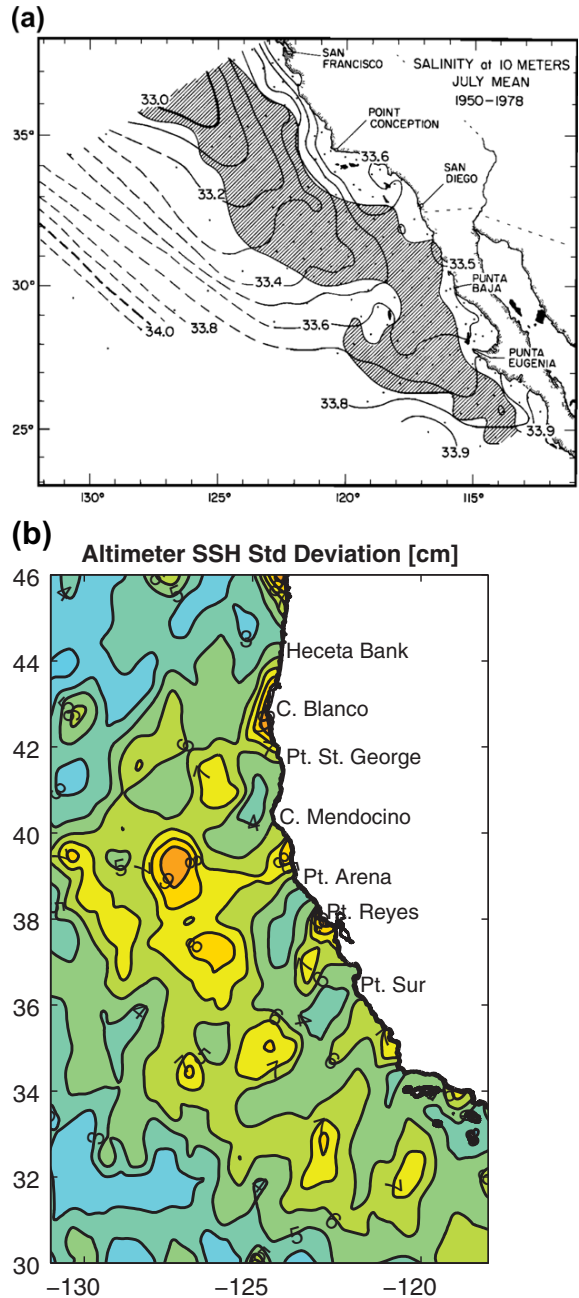 (a)
SAN
FRANCISCO
SALINITY at 10 METERS
JULY MEAN
1950-1978
33.0
35°
POINT
CONCEPTION
33.6
SAN
DIEGO
33.2
30°
33.4
33.5
PUNTA
BAJA
34.0
33.8
33.6
PUNTA
EUGENIA
33.8
33.9
33.9
25°
130°
125°
120°
115°
(b)
Altimeter SSH Std Deviation [cm]
46
Heceta Bank
44
C. Blanco
42
Pt. St. George
C. Mendocino
40
Pt. Arena
38
Pt. Reyes
Pt. Sur
36
34
32
30
−130
−125
−120